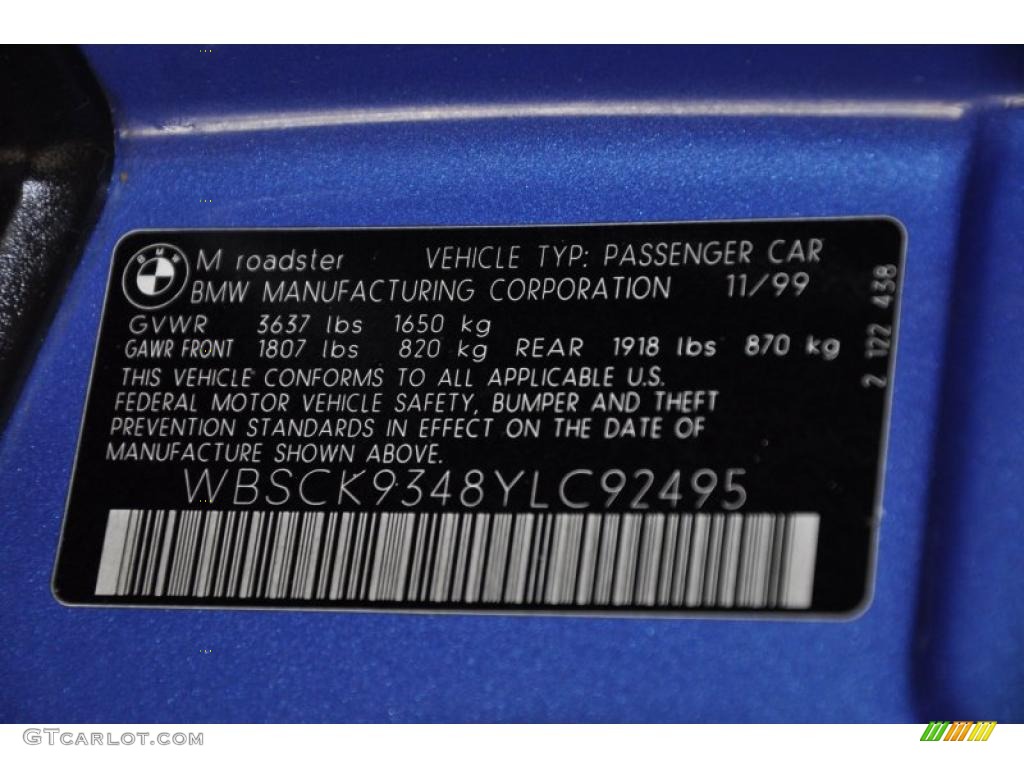 BMW
M roadster VEHICLE TYP: PASSENGER CAR
BMW MANUFACTURING CORPORATION 11/99
GVWR 3637 lbs 1650 kg
GAWR FRONT 1807 lbs 820 kg REAR 1918 lbs 870 kg
THIS VEHICLE CONFORMS TO ALL APPLICABLE U.S.
FEDERAL MOTOR VEHICLE SAFETY, BUMPER AND THEFT
PREVENTION STANDARDS IN EFFECT ON THE DATE OF
MANUFACTURE SHOWN ABOVE.
WBSCK9348YLC92495
2 122 438
GTCARLOT.COM